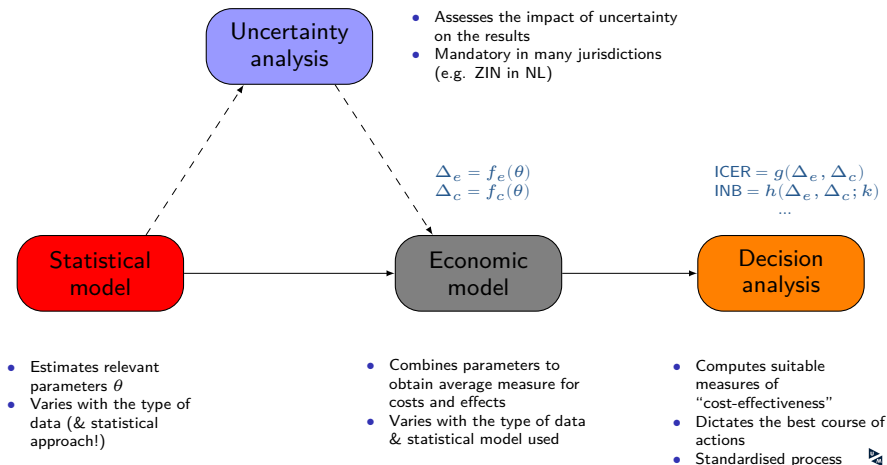 Uncertainty
analysis
• Assesses the impact of uncertainty
on the results
• Mandatory in many jurisdictions
(e.g. ZIN in NL)
Δe = fe(θ)
Δc = fc(θ)
ICER = g(Δe, Δc)
INB = h(Δe, Δc; k)
...
Statistical
model
Economic
model
Decision
analysis
• Estimates relevant
parameters θ
• Varies with the type of
data (& statistical
approach!)
• Combines parameters to
obtain average measure for
costs and effects
• Varies with the type of data
& statistical model used
• Computes suitable
measures of
“cost-effectiveness”
• Dictates the best course of
actions
• Standardised process